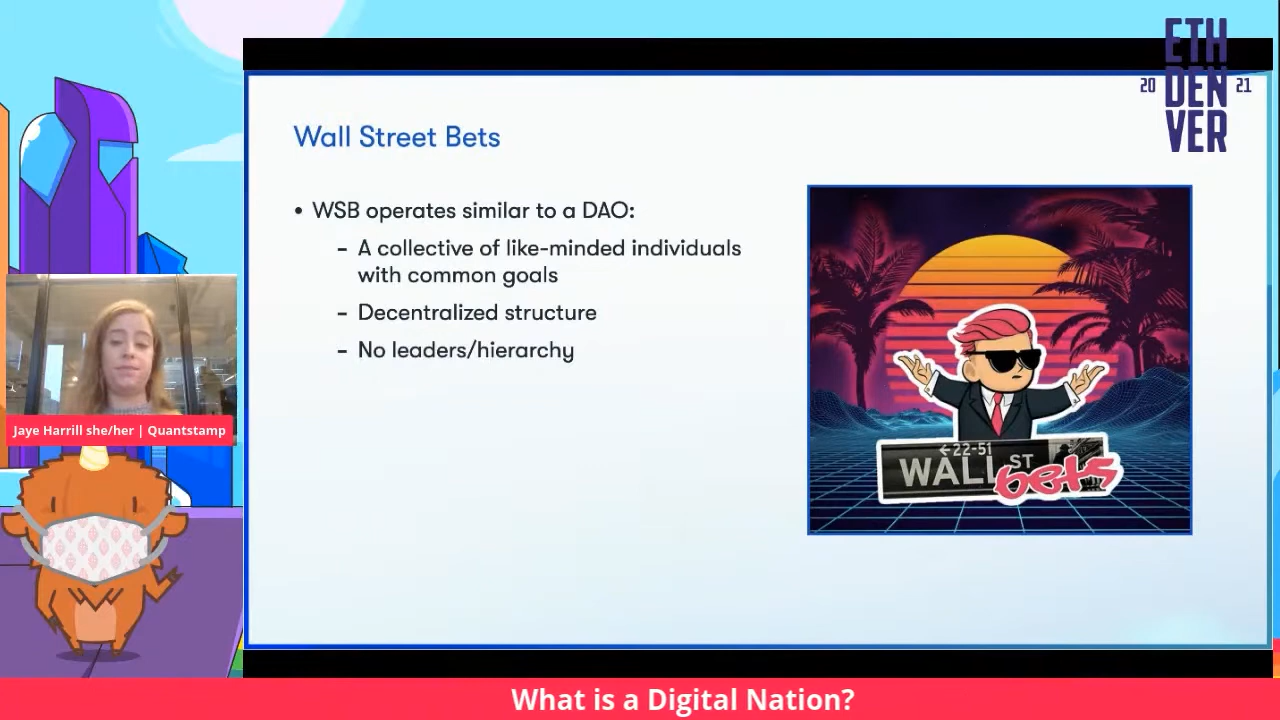 ETH
20 DEN 21
VER
Wall Street Bets
• WSB operates similar to a DAO:
– A collective of like-minded individuals
with common goals
– Decentralized structure
– No leaders/hierarchy
←22-51
WALL ST
bets
Jaye Harrill she/her | Quantstamp
What is a Digital Nation?